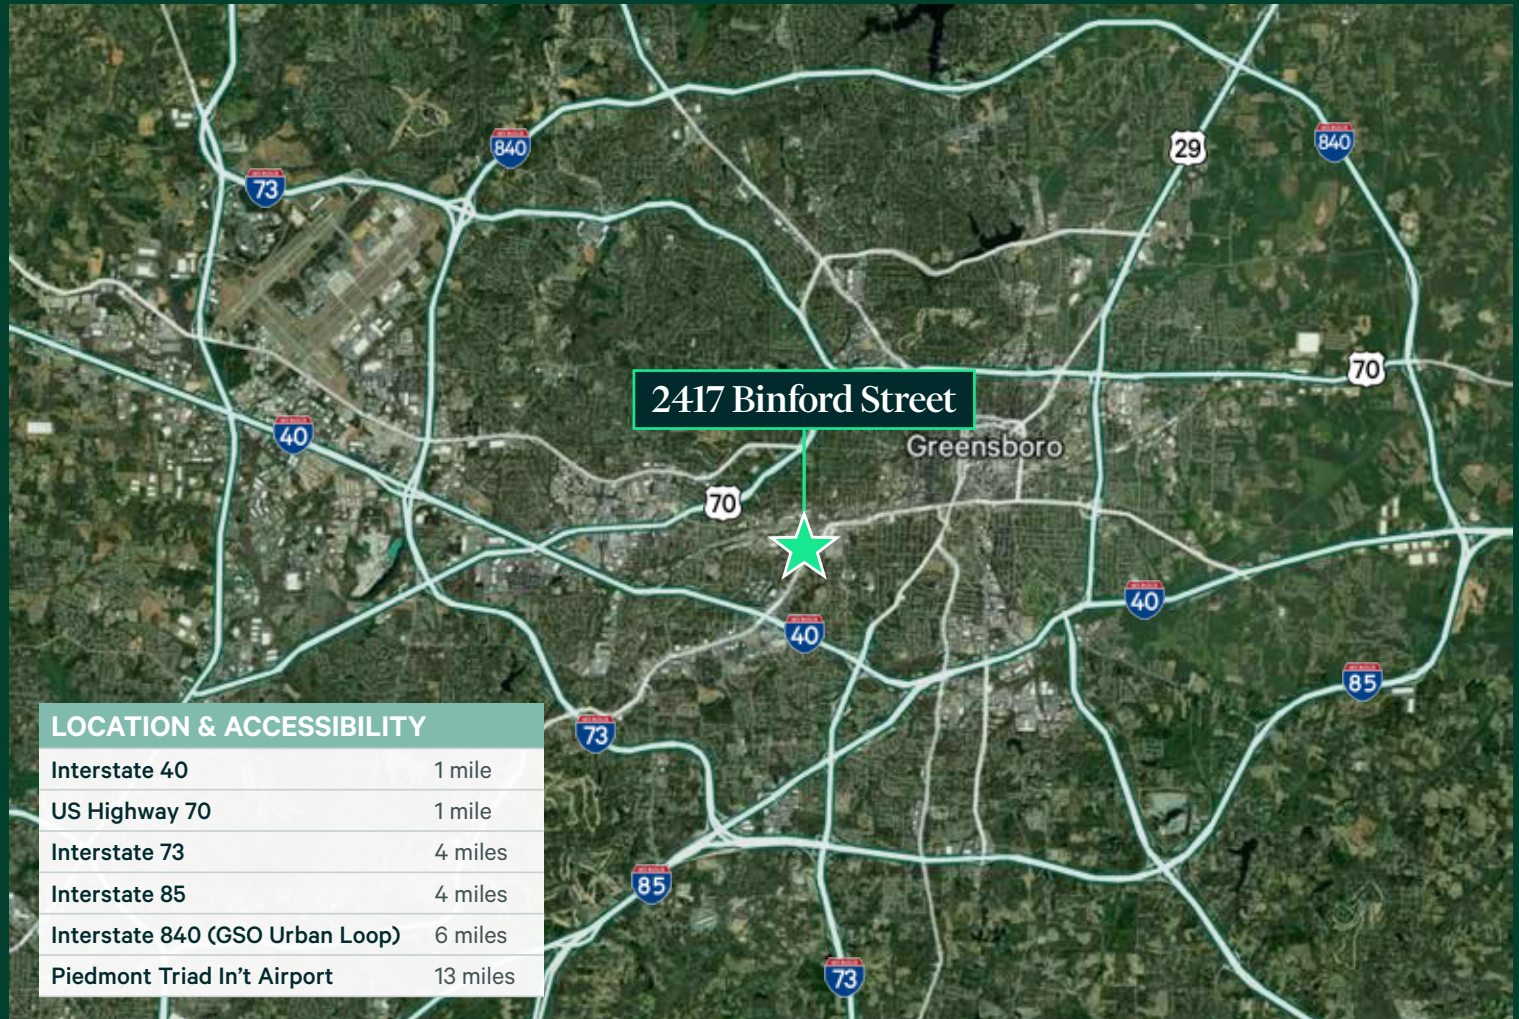 840
29
840
73
70
2417 Binford Street
40
Greensboro
70
40
40
85
73
85
73
LOCATION & ACCESSIBILITY
Interstate 40 1 mile
US Highway 70 1 mile
Interstate 73 4 miles
Interstate 85 4 miles
Interstate 840 (GSO Urban Loop) 6 miles
Piedmont Triad In't Airport 13 miles